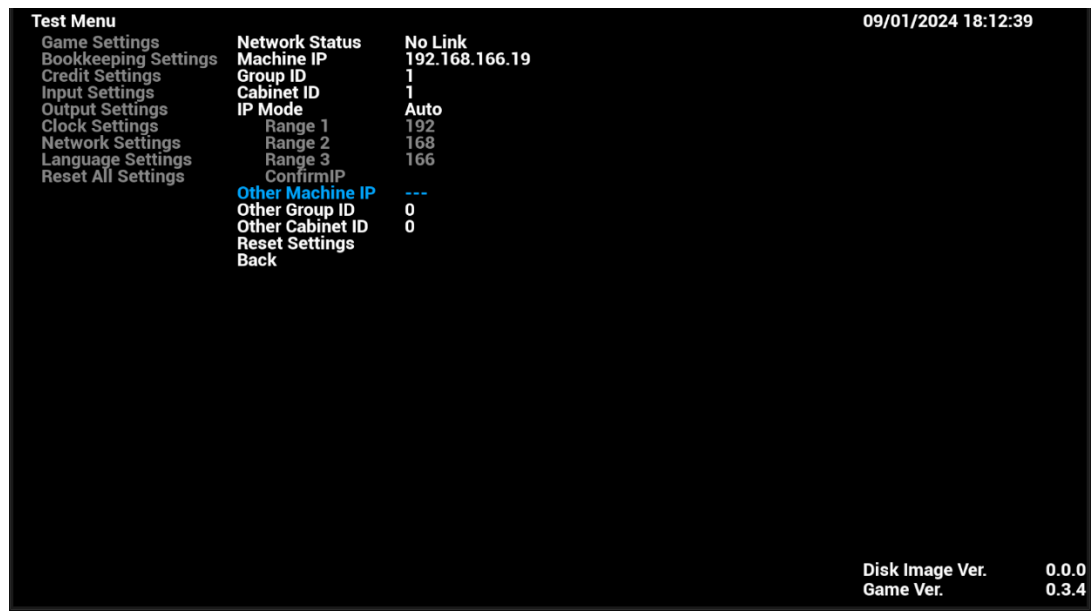 Test Menu 09/01/2024 18:12:39
Game Settings Network Status No Link
Bookkeeping Settings Machine IP 192.168.166.19
Credit Settings Group ID 1
Input Settings Cabinet ID 1
Output Settings IP Mode Auto
Clock Settings Range 1 192
Network Settings Range 2 168
Language Settings Range 3 166
Reset All Settings ConfirmIP
Other Machine IP ---
Other Group ID 0
Other Cabinet ID 0
Reset Settings
Back
Disk Image Ver. 0.0.0
Game Ver. 0.3.4